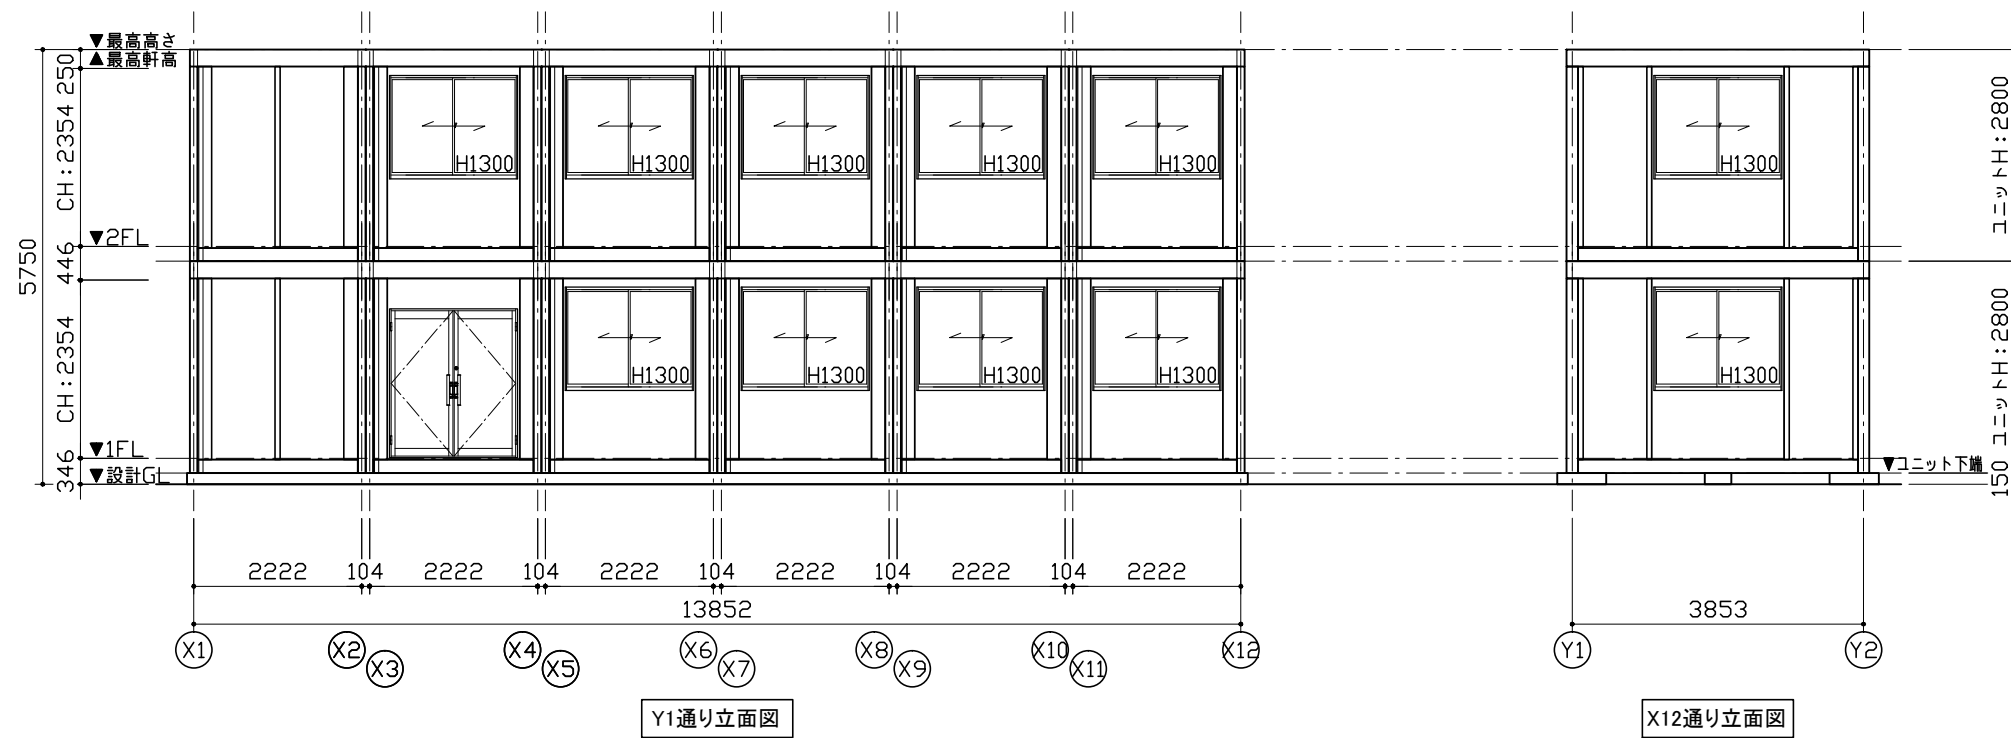 ▼最高高さ
▲最高軒高
250
CH:2354
▼2FL
446
5750
CH:2354
▼1FL
346
▼設計GL
H1300 H1300 H1300 H1300 H1300
H1300 H1300 H1300 H1300
2222 104 2222 104 2222 104 2222 104 2222 104 2222
13852
X1 X2 X3 X4 X5 X6 X7 X8 X9 X10 X11 X12
Y1通り立面図
H1300
H1300
ユニットH:2800
ユニットH:2800
▼ユニット下端
150
3853
Y1 Y2
X12通り立面図